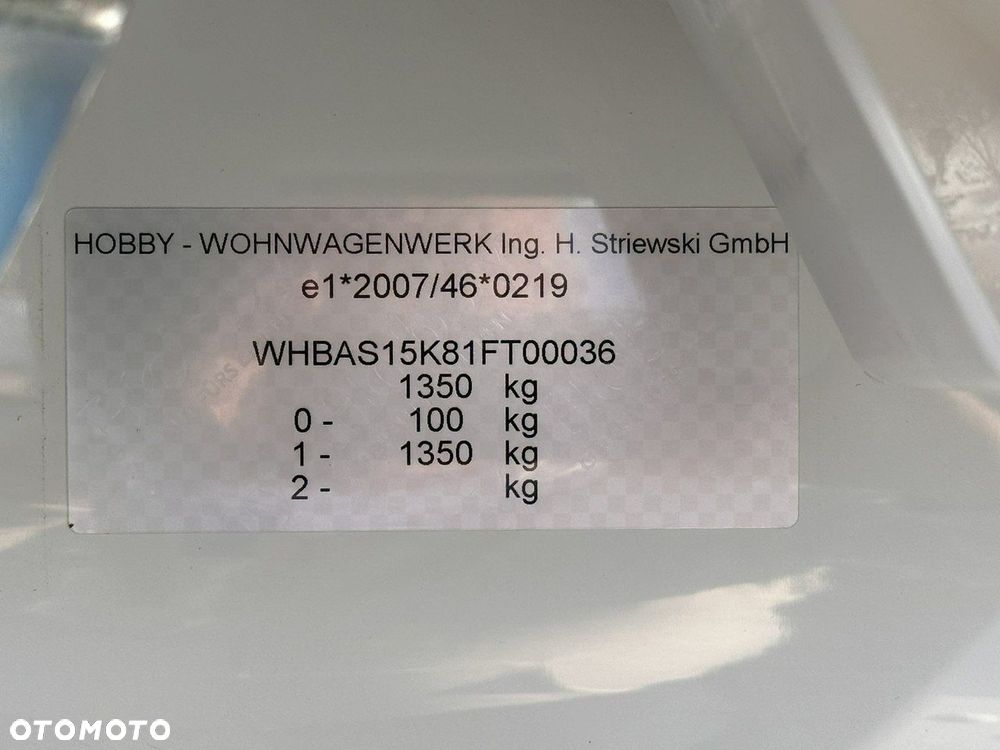 HOBBY - WOHNWAGENWERK Ing. H. Striewski GmbH
e1*2007/46*0219
WHBAS15K81FT00036
1350 kg
0 - 100 kg
1 - 1350 kg
2 - kg
OTOMOTO